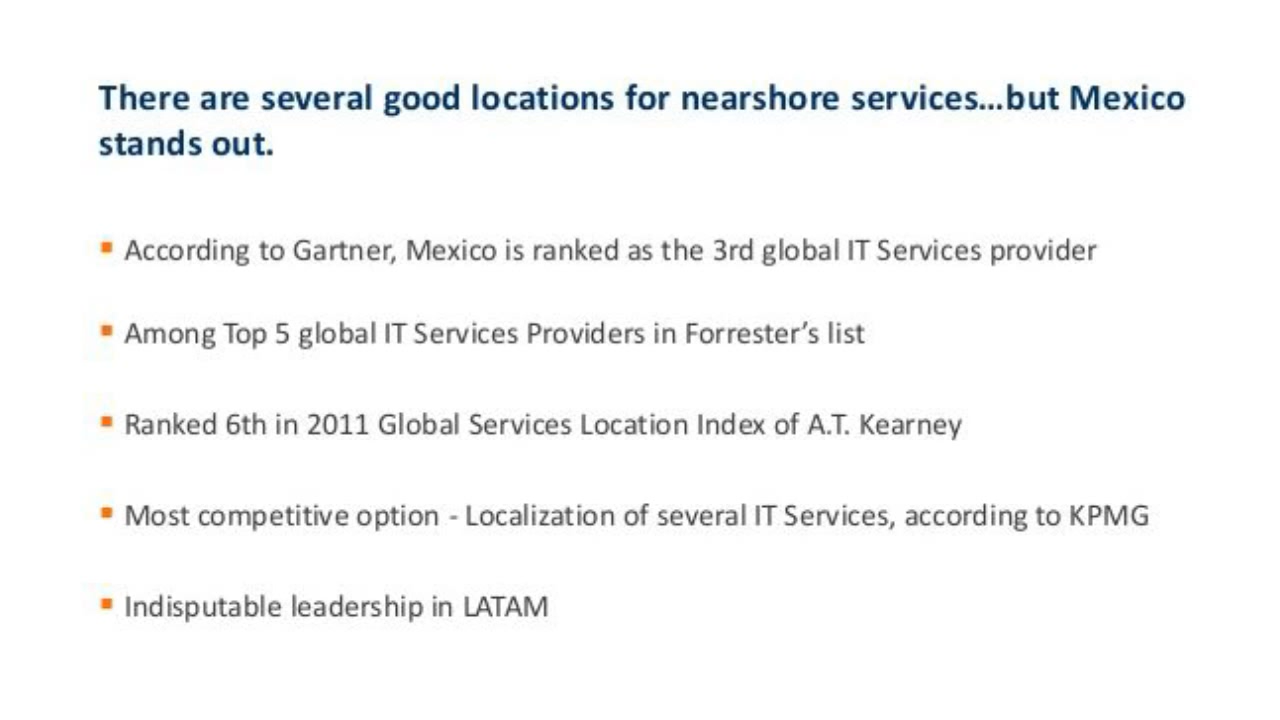 There are several good locations for nearshore services…but Mexico
stands out.
▪ According to Gartner, Mexico is ranked as the 3rd global IT Services provider
▪ Among Top 5 global IT Services Providers in Forrester’s list
▪ Ranked 6th in 2011 Global Services Location Index of A.T. Kearney
▪ Most competitive option - Localization of several IT Services, according to KPMG
▪ Indisputable leadership in LATAM